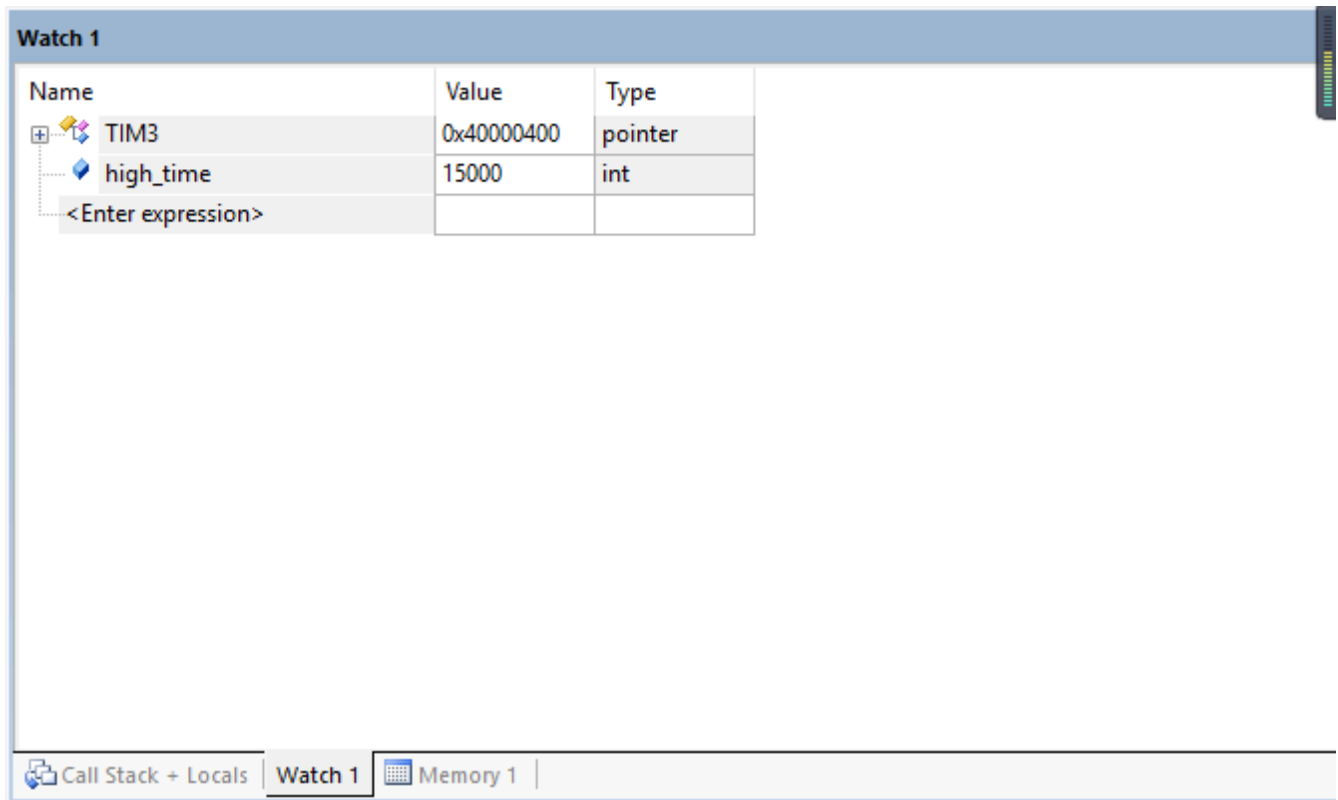 Watch 1
Name Value Type
TIM3 0x40000400 pointer
high_time 15000 int
<Enter expression>
Call Stack + Locals Watch 1 Memory 1